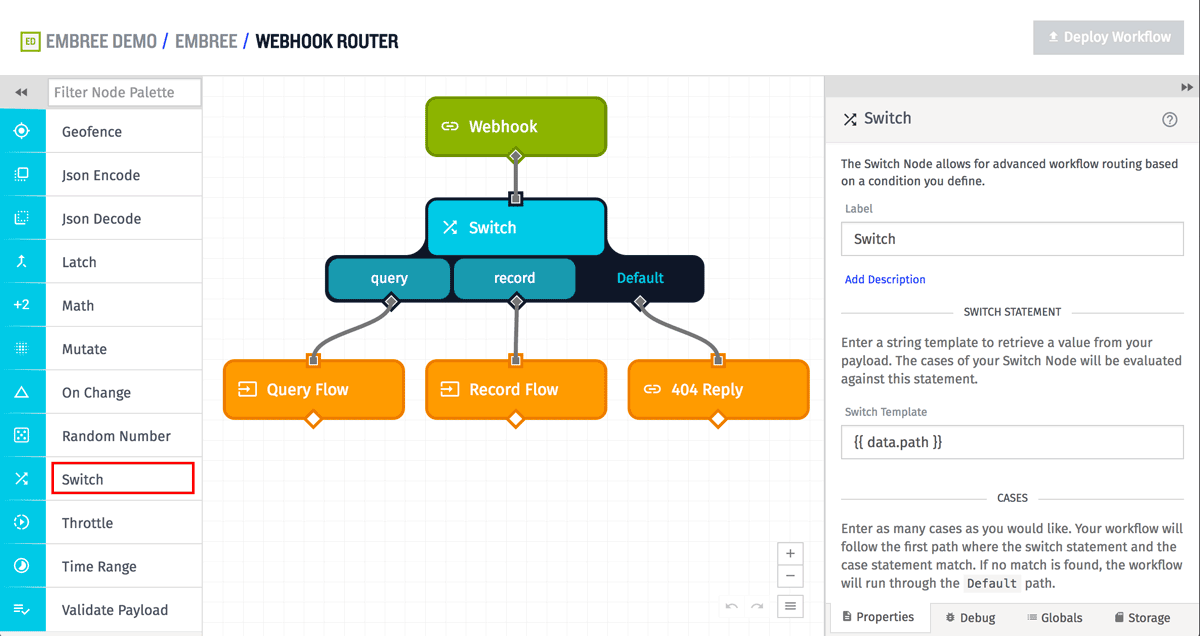 ED EMBREE DEMO / EMBREE / WEBHOOK ROUTER
Deploy Workflow
Filter Node Palette
Geofence
Json Encode
Json Decode
Latch
+2 Math
Mutate
On Change
Random Number
Switch
Throttle
Time Range
Validate Payload
Webhook
Switch
query
record
Default
Query Flow
Record Flow
404 Reply
Switch
The Switch Node allows for advanced workflow routing based
on a condition you define.
Label
Switch
Add Description
SWITCH STATEMENT
Enter a string template to retrieve a value from your
payload. The cases of your Switch Node will be evaluated
against this statement.
Switch Template
{{ data.path }}
CASES
Enter as many cases as you would like. Your workflow will
follow the first path where the switch statement and the
case statement match. If no match is found, the workflow
will run through the Default path.
Properties
Debug
Globals
Storage